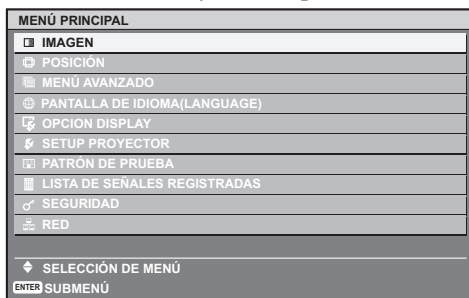 MENÚ PRINCIPAL
IMAGEN
POSICIÓN
MENÚ AVANZADO
PANTALLA DE IDIOMA(LANGUAGE)
OPCION DISPLAY
SETUP PROYECTOR
PATRÓN DE PRUEBA
LISTA DE SEÑALES REGISTRADAS
SEGURIDAD
RED
SELECCIÓN DE MENÚ
ENTER SUBMENÚ